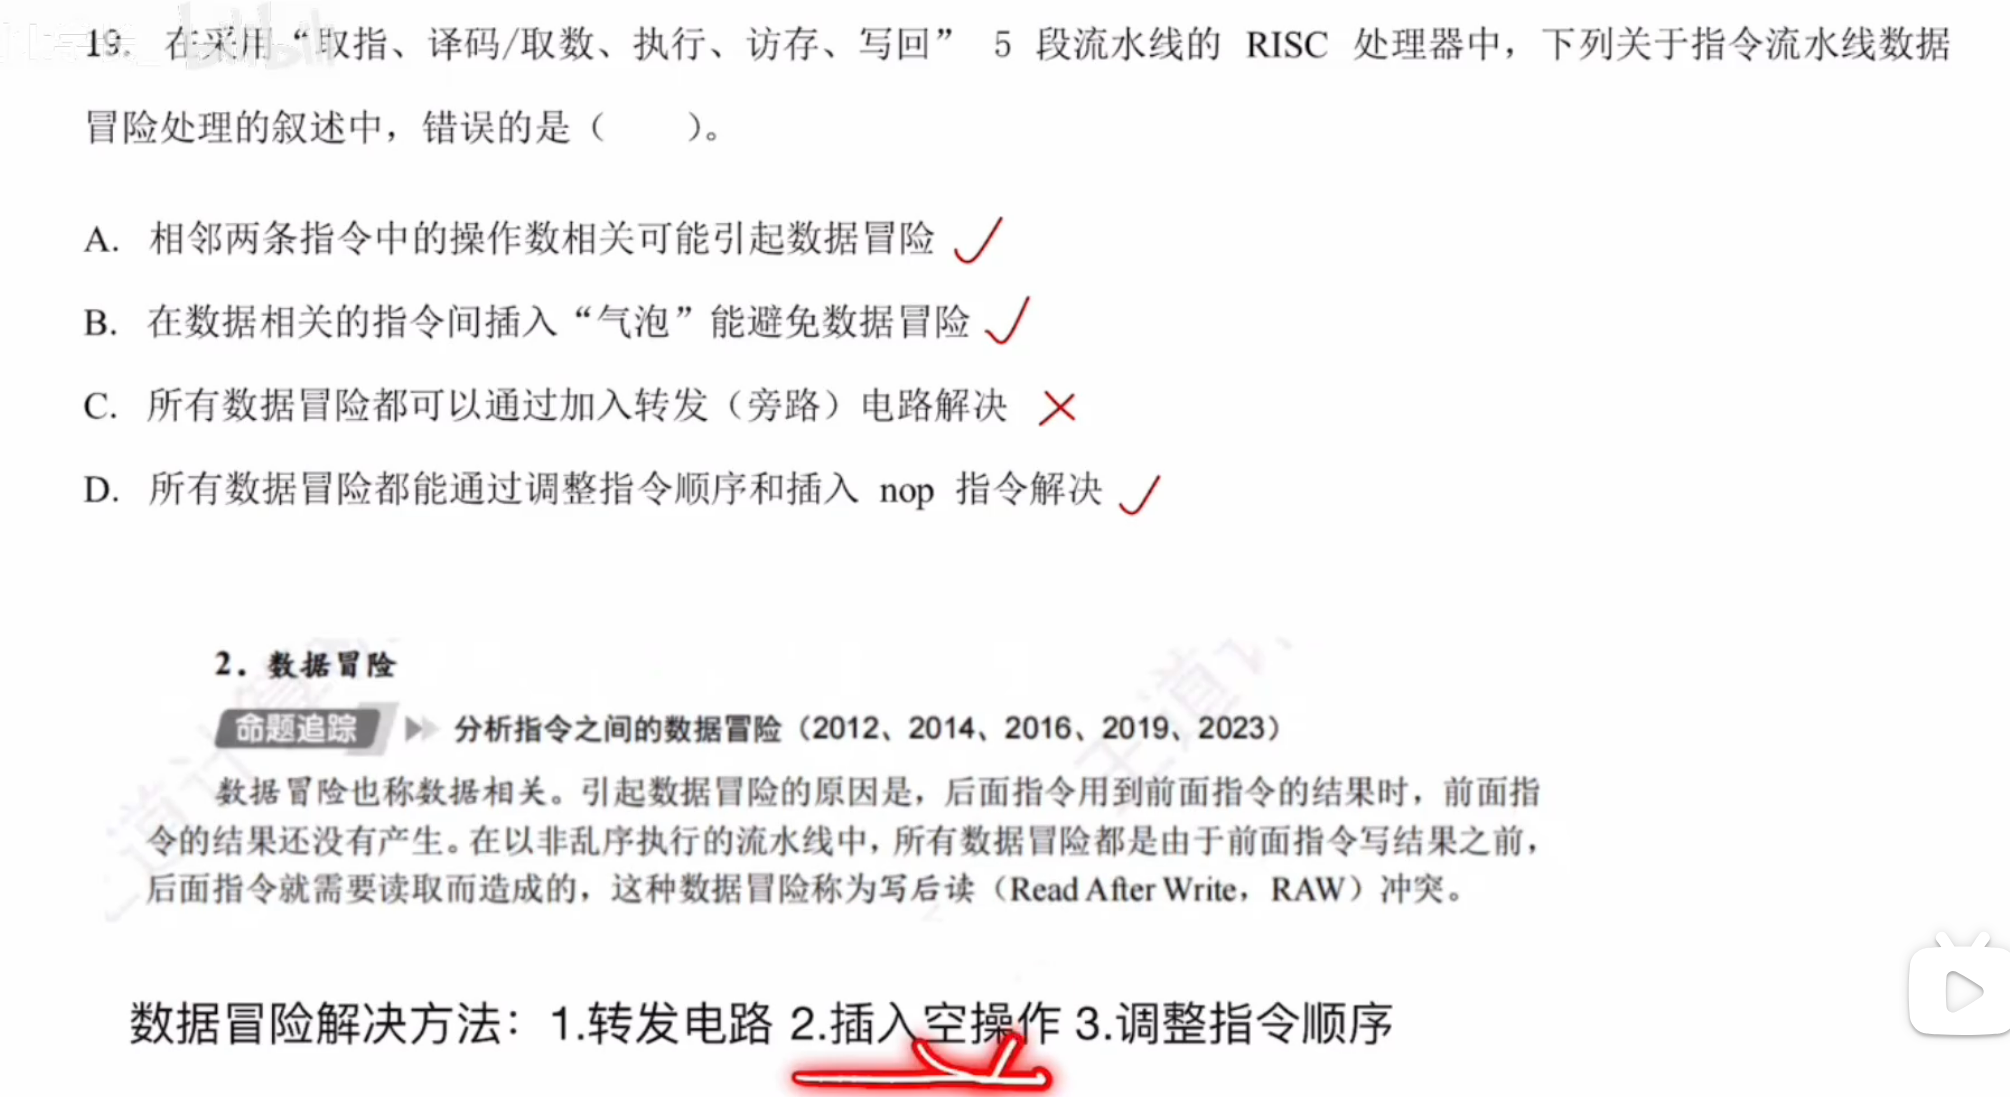 19. 在采用“取指、译码/取数、执行、访存、写回” 5 段流水线的 RISC 处理器中，下列关于指令流水线数据
冒险处理的叙述中，错误的是（  ）。
A. 相邻两条指令中的操作数相关可能引起数据冒险
B. 在数据相关的指令间插入“气泡”能避免数据冒险
C. 所有数据冒险都可以通过加入转发（旁路）电路解决
D. 所有数据冒险都能通过调整指令顺序和插入 nop 指令解决
2. 数据冒险
命题追踪 分析指令之间的数据冒险（2012、2014、2016、2019、2023）
数据冒险也称数据相关。引起数据冒险的原因是，后面指令用到前面指令的结果时，前面指
令的结果还没有产生。在以非乱序执行的流水线中，所有数据冒险都是由于前面指令写结果之前，
后面指令就需要读取而造成的，这种数据冒险称为写后读（Read After Write，RAW）冲突。
数据冒险解决方法：1.转发电路 2.插入空操作 3.调整指令顺序